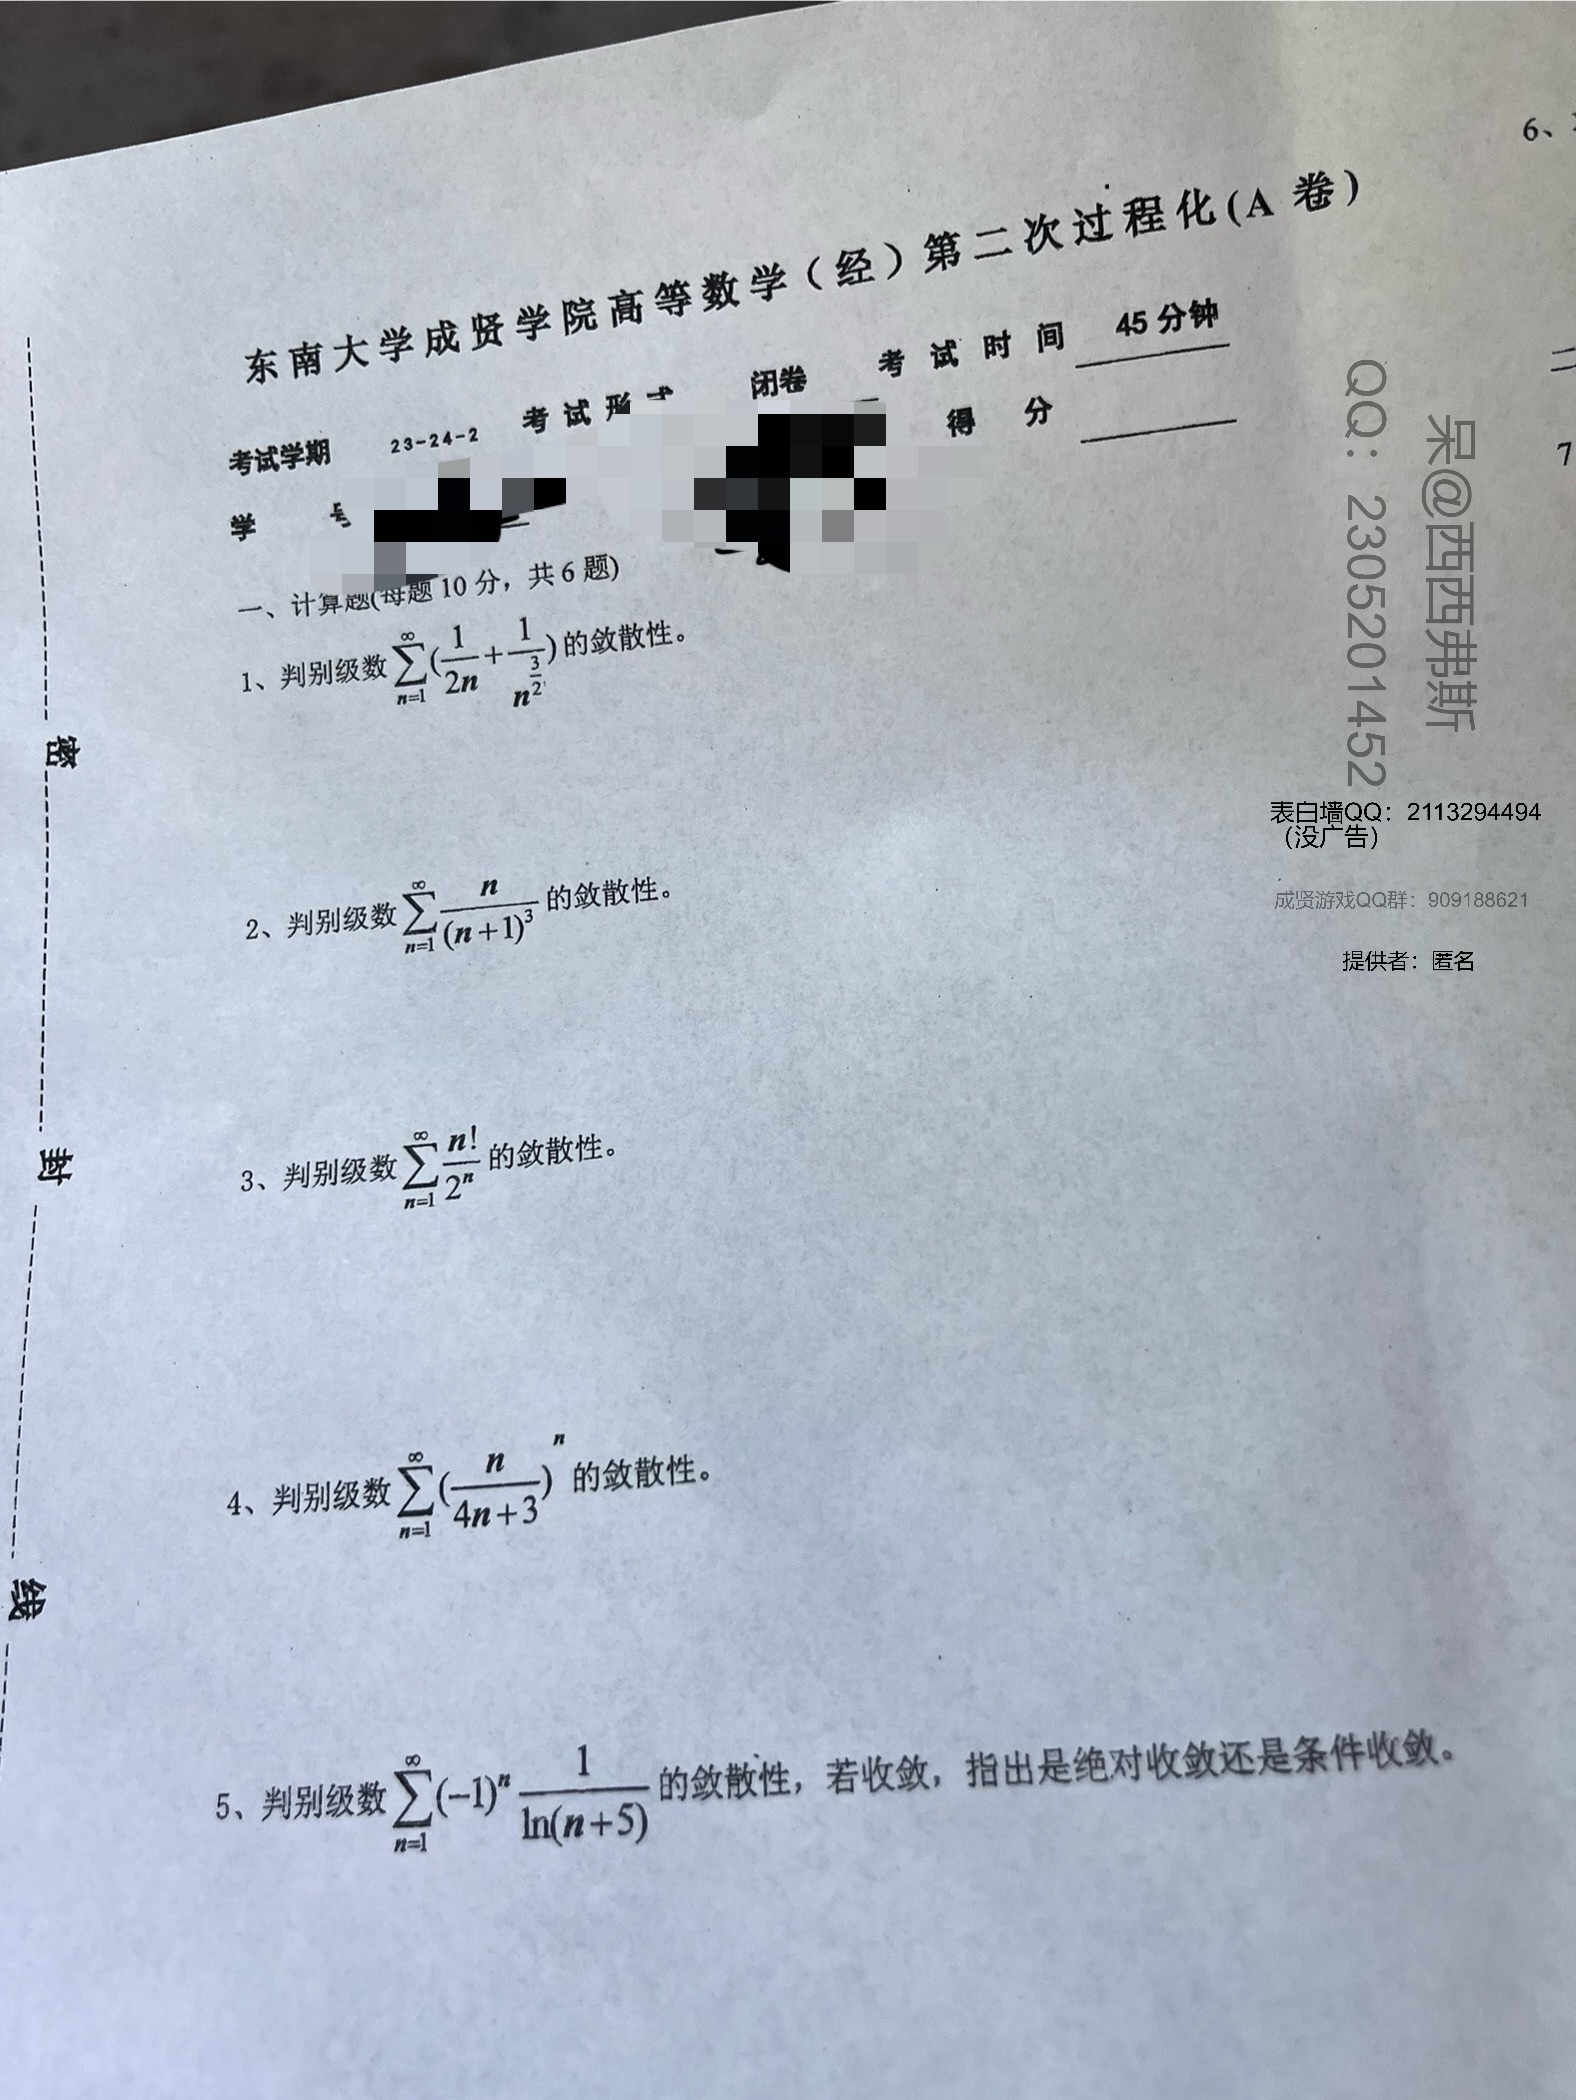 东南大学成贤学院高等数学（经）第二次过程化(A 卷)
考试学期 23-24-2 考试形式 闭卷 考试时间 45分钟
学号 得分
一、计算题(每题10分，共6题)
1、判别级数 $\sum_{n=1}^{\infty}(\frac{1}{2n}+\frac{1}{n^{\frac{3}{2}}})$ 的敛散性。
2、判别级数 $\sum_{n=1}^{\infty}\frac{n}{(n+1)^3}$ 的敛散性。
3、判别级数 $\sum_{n=1}^{\infty}\frac{n!}{2^n}$ 的敛散性。
4、判别级数 $\sum_{n=1}^{\infty}(\frac{n}{4n+3})^n$ 的敛散性。
5、判别级数 $\sum_{n=1}^{\infty}(-1)^n\frac{1}{\ln(n+5)}$ 的敛散性，若收敛，指出是绝对收敛还是条件收敛。
密
封
线
6、
二
7
呆@西西弗斯
QQ：2305201452
表白墙QQ：2113294494
（没广告）
成贤游戏QQ群：909188621
提供者：匿名